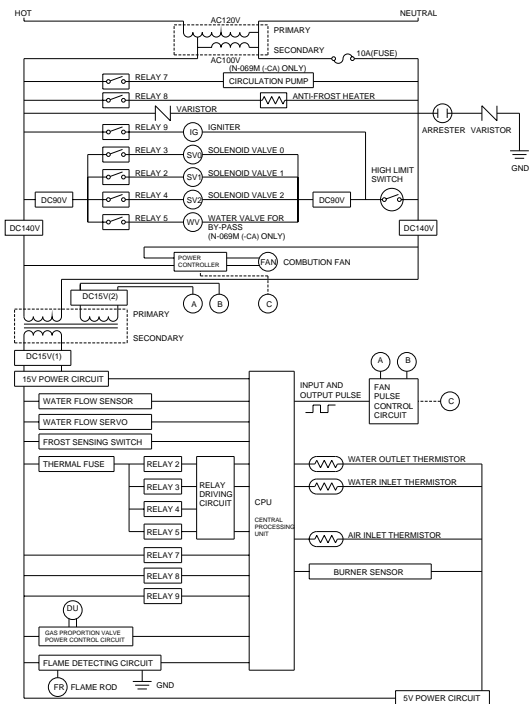 HOT
AC120V
NEUTRAL
PRIMARY
SECONDARY
AC100V
10A(FUSE)
(N-069M (-CA) ONLY)
RELAY 7
CIRCULATION PUMP
RELAY 8
ANTI-FROST HEATER
VARISTOR
ARRESTER
VARISTOR
GND
RELAY 9
IG
IGNITER
RELAY 3
SV0
SOLENOID VALVE 0
HIGH LIMIT
SWITCH
RELAY 2
SV1
SOLENOID VALVE 1
DC90V
RELAY 4
SV2
SOLENOID VALVE 2
DC90V
RELAY 5
WV
WATER VALVE FOR
BY-PASS
(N-069M (-CA) ONLY)
DC140V
DC140V
POWER
CONTROLLER
FAN
COMBUTION FAN
DC15V(2)
A
B
C
PRIMARY
SECONDARY
DC15V(1)
15V POWER CIRCUIT
A
B
INPUT AND
OUTPUT PULSE
FAN
PULSE
CONTROL
CIRCUIT
C
WATER FLOW SENSOR
WATER FLOW SERVO
FROST SENSING SWITCH
THERMAL FUSE
RELAY 2
RELAY 3
RELAY 4
RELAY 5
RELAY
DRIVING
CIRCUIT
CPU
CENTRAL
PROCESSING
UNIT
WATER OUTLET THERMISTOR
WATER INLET THERMISTOR
AIR INLET THERMISTOR
BURNER SENSOR
RELAY 7
RELAY 8
RELAY 9
DU
GAS PROPORTION VALVE
POWER CONTROL CIRCUIT
FLAME DETECTING CIRCUIT
FR
FLAME ROD
GND
5V POWER CIRCUIT